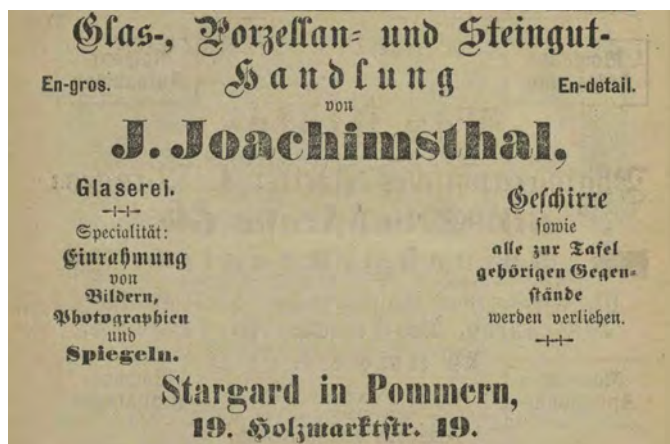 Glas-, Porzellan- und Steingut-
Handlung
En-gros.
En-détail.
von
J. Joachimsthal,
Glaserei.
Specialität:
Einrahmung
von
Bildern,
Photographien
und
Spiegeln.
Geschirre
sowie
alle zur Tafel
gehörigen Gegen-
stände
werden verliehen.
Stargard in Pommern,
19. Holzmarktstr. 19.